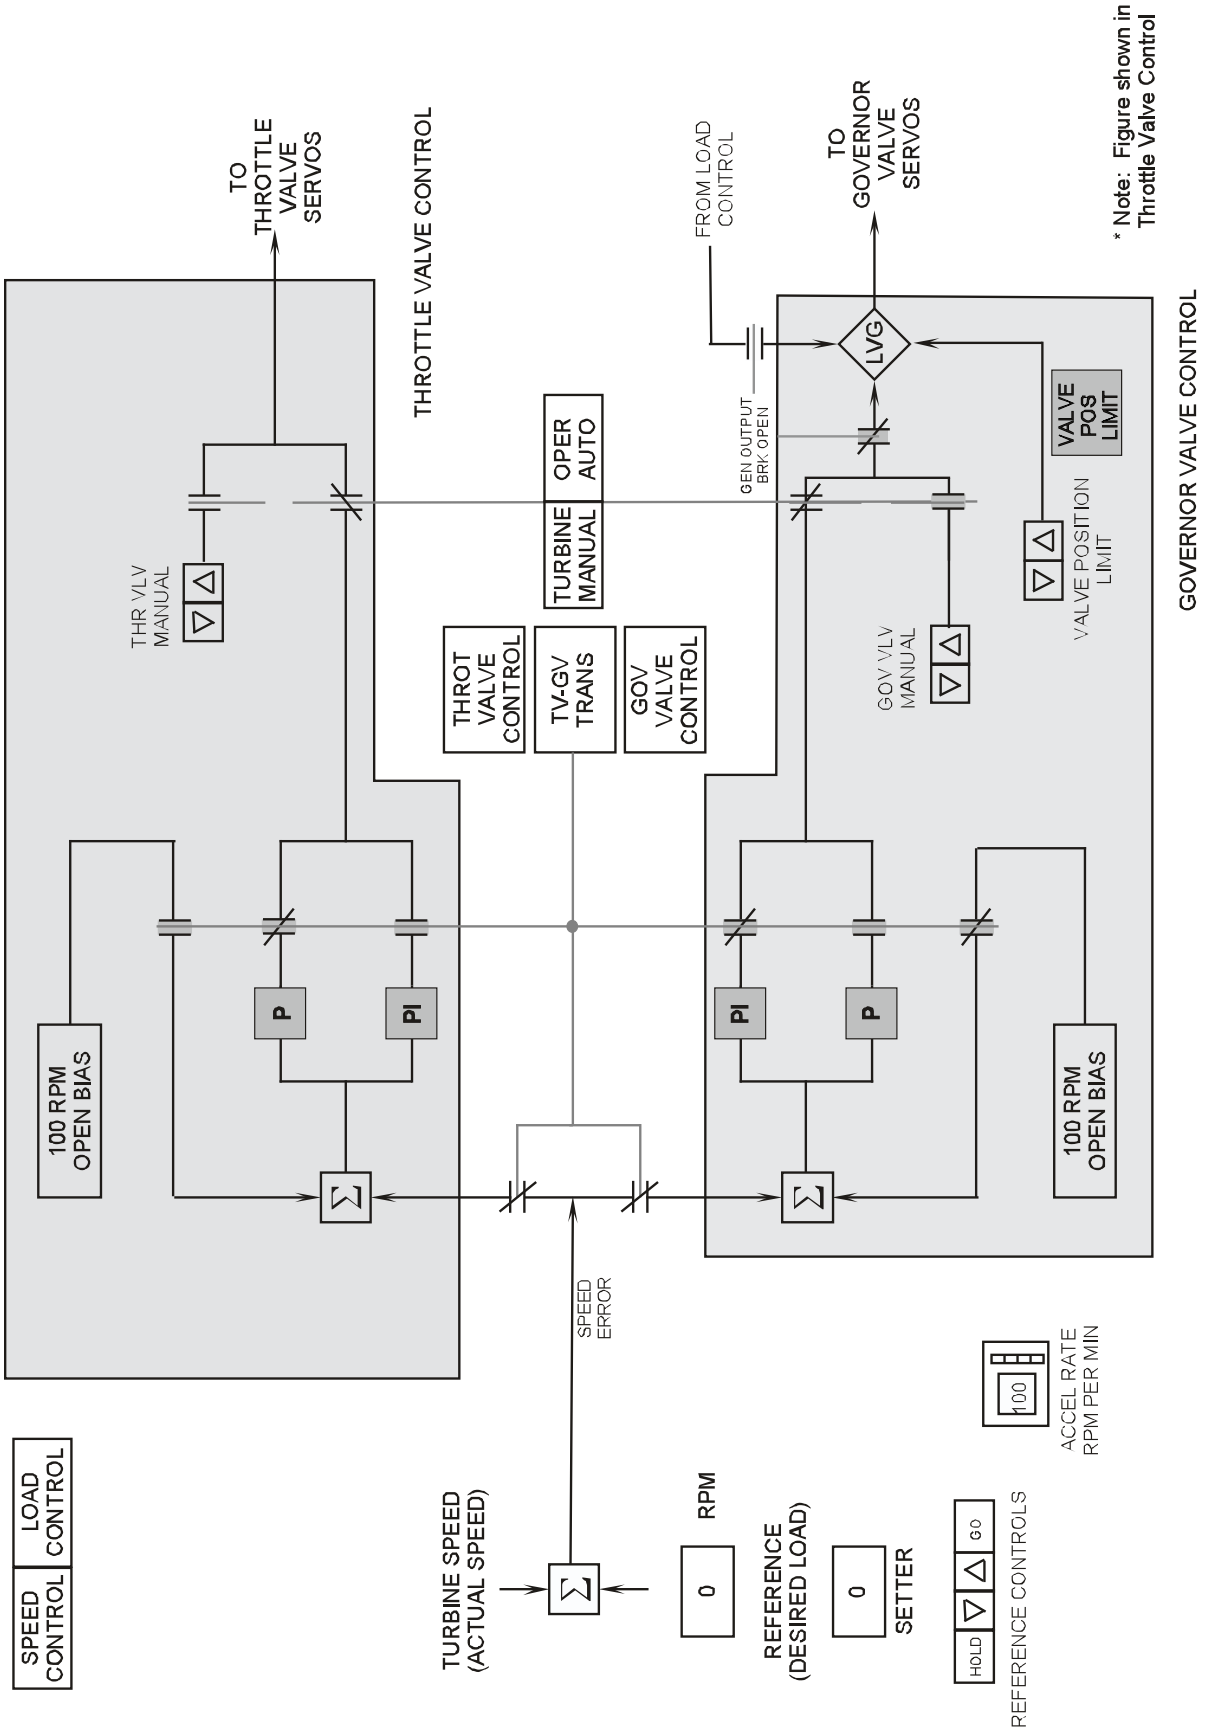 SPEED
CONTROL
LOAD
CONTROL
100 RPM
OPEN BIAS
P
PI
Σ
THR VLV
MANUAL
TO
THROTTLE
VALVE
SERVOS
THROTTLE VALVE CONTROL
THROT
VALVE
CONTROL
TV-GV
TRANS
GOV
VALVE
CONTROL
TURBINE
MANUAL
OPER
AUTO
TURBINE SPEED
(ACTUAL SPEED)
Σ
SPEED
ERROR
0
RPM
REFERENCE
(DESIRED LOAD)
0
SETTER
HOLD
GO
REFERENCE CONTROLS
100
ACCEL RATE
RPM PER MIN
Σ
PI
P
100 RPM
OPEN BIAS
GOV VLV
MANUAL
GEN OUTPUT
BRK OPEN
FROM LOAD
CONTROL
LVG
TO
GOVERNOR
VALVE
SERVOS
VALVE
POS
LIMIT
VALVE POSITION
LIMIT
GOVERNOR VALVE CONTROL
* Note: Figure shown in
Throttle Valve Control